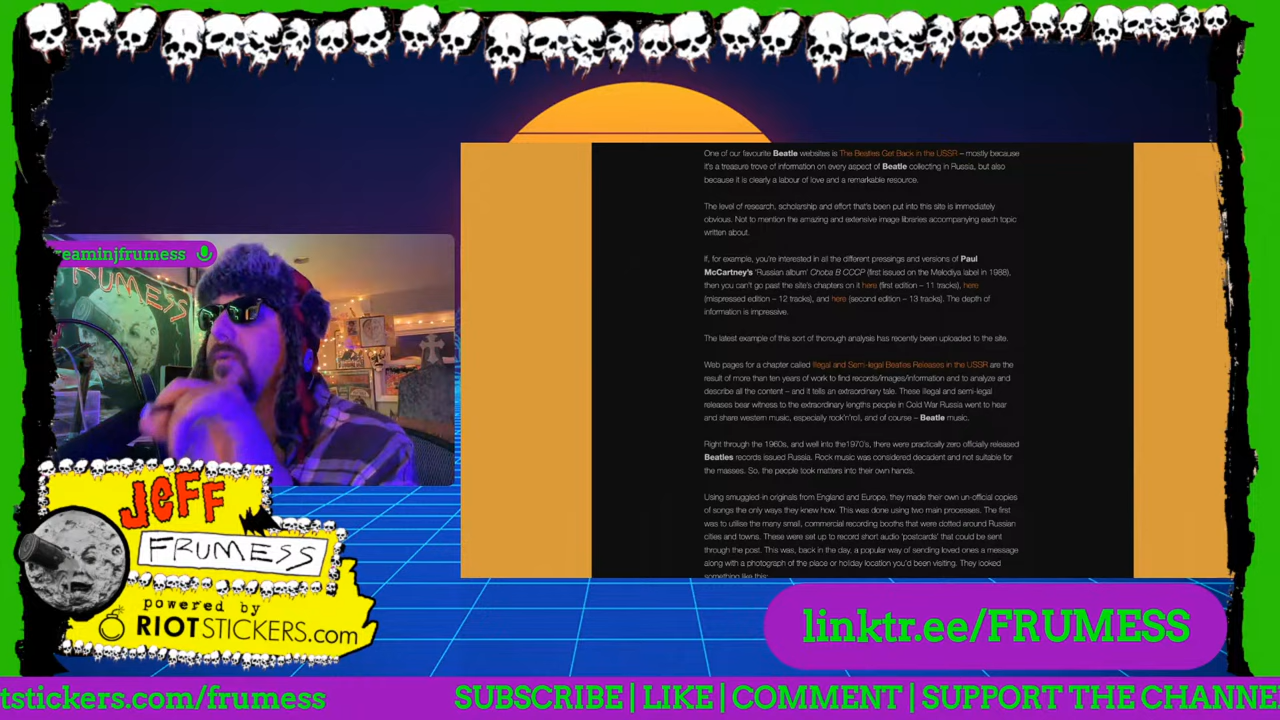 One of our favourite Beatle websites is The Beatles Get Back in the USSR – mostly because
it's a treasure trove of information on every aspect of Beatle collecting in Russia, but also
because it is clearly a labour of love and a remarkable resource.
The level of research, scholarship and effort that's been put into this site is immediately
obvious. Not to mention the amazing and extensive image libraries accompanying each topic
written about.
If, for example, you're interested in all the different pressings and versions of Paul
McCartney's 'Russian album' Choba B CCCP (first issued on the Melodiya label in 1988),
then you can't go past the site's chapters on it here (first edition – 11 tracks), here
(mispressed edition – 12 tracks), and here (second edition – 13 tracks). The depth of
information is impressive.
The latest example of this sort of thorough analysis has recently been uploaded to the site.
Web pages for a chapter called Illegal and Semi-legal Beatles Releases in the USSR are the
result of more than ten years of work to find records/images/information and to analyze and
describe all the content – and it tells an extraordinary tale. These illegal and semi-legal
releases bear witness to the extraordinary lengths people in Cold War Russia went to hear
and share western music, especially rock'n'roll, and of course – Beatle music.
Right through the 1960s, and well into the1970's, there were practically zero officially released
Beatles records issued Russia. Rock music was considered decadent and not suitable for
the masses. So, the people took matters into their own hands.
Using smuggled-in originals from England and Europe, they made their own un-official copies
of songs the only ways they knew how. This was done using two main processes. The first
was to utilise the many small, commercial recording booths that were dotted around Russian
cities and towns. These were set up to record short audio 'postcards' that could be sent
through the post. This was, back in the day, a popular way of sending loved ones a message
along with a photograph of the place or holiday location you'd been visiting. They looked
something like this:
eaminjfrumess
FRUMESS
JEFF
FRUMESS
powered by
RIOTSTICKERS.com
linktr.ee/FRUMESS
tstickers.com/frumess SUBSCRIBE | LIKE | COMMENT | SUPPORT THE CHANNE